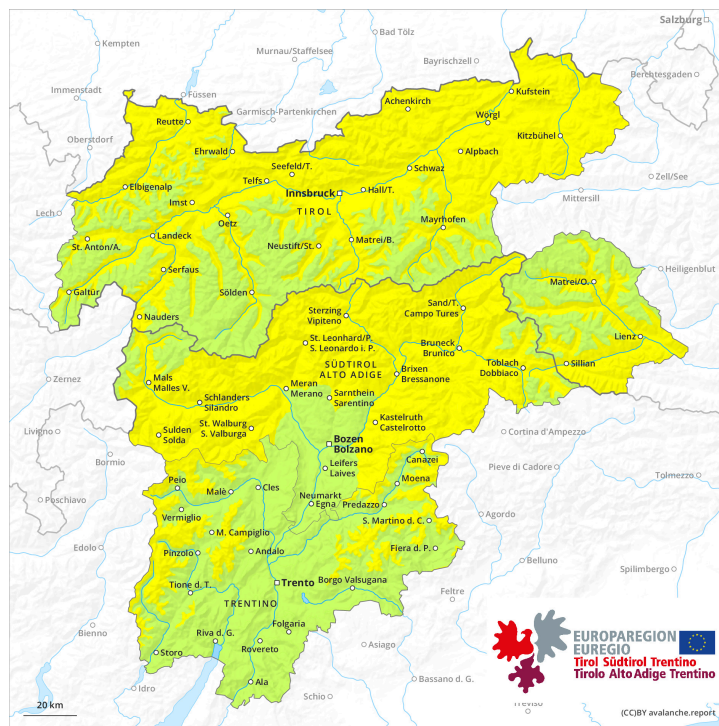 Salzburg
Bad Tölz
Kempten
Murnau/Staffelsee
Bayrischzell
Berchtesgaden
Immenstadt
Füssen
Kufstein
Achenkirch
Garmisch-Partenkirchen
Wörgl
Reutte
Kitzbühel
Oberstdorf
Ehrwald
Alpbach
Seefeld/T.
Schwaz
Zell/See
Telfs
Elbigenalp
Innsbruck
Hall/T.
Mittersill
Imst
Lech
TIROL
Oetz
Mayrhofen
Landeck
St. Anton/A.
Neustift/St.
Matrei/B.
Serfaus
Heiligenblut
Matrei/O.
Galtür
Sölden
Sand/T.
Campo Tures
Nauders
Sterzing
Vipiteno
Lienz
St. Leonhard/P.
S. Leonardo i. P.
Bruneck
Brunico
SÜDTIROL
ALTO ADIGE
Toblach
Dobbiaco
Sillian
Brixen
Bressanone
Zernez
Mals
Malles V.
Meran
Merano
Sarnthein
Sarentino
Schlanders
Silandro
St. Walburg
S. Valburga
Kastelruth
Castelrotto
Livigno
Sulden
Solda
Cortina d'Ampezzo
Bozen
Bolzano
Bormio
Canazei
Pieve di Cadore
Leifers
Laives
Tolmezzo
Peio
Malè
Cles
Moena
Poschiavo
Neumarkt
Egna
Predazzo
Vermiglio
Agordo
S. Martino d. C.
M. Campiglio
Edolo
Pinzolo
Andalo
Fiera d. P.
Belluno
Spilimbergo
Tione d. T.
Trento
Borgo Valsugana
Feltre
TRENTINO
Folgaria
Bienno
Riva d. G.
Rovereto
Asiago
Storo
Bassano d. G.
Ala
Idro
Schio
Treviso
EUROPAREGION
EUREGIO
Tirol Südtirol Trentino
Tirolo Alto Adige Trentino
20 km
(CC)BY avalanche.report